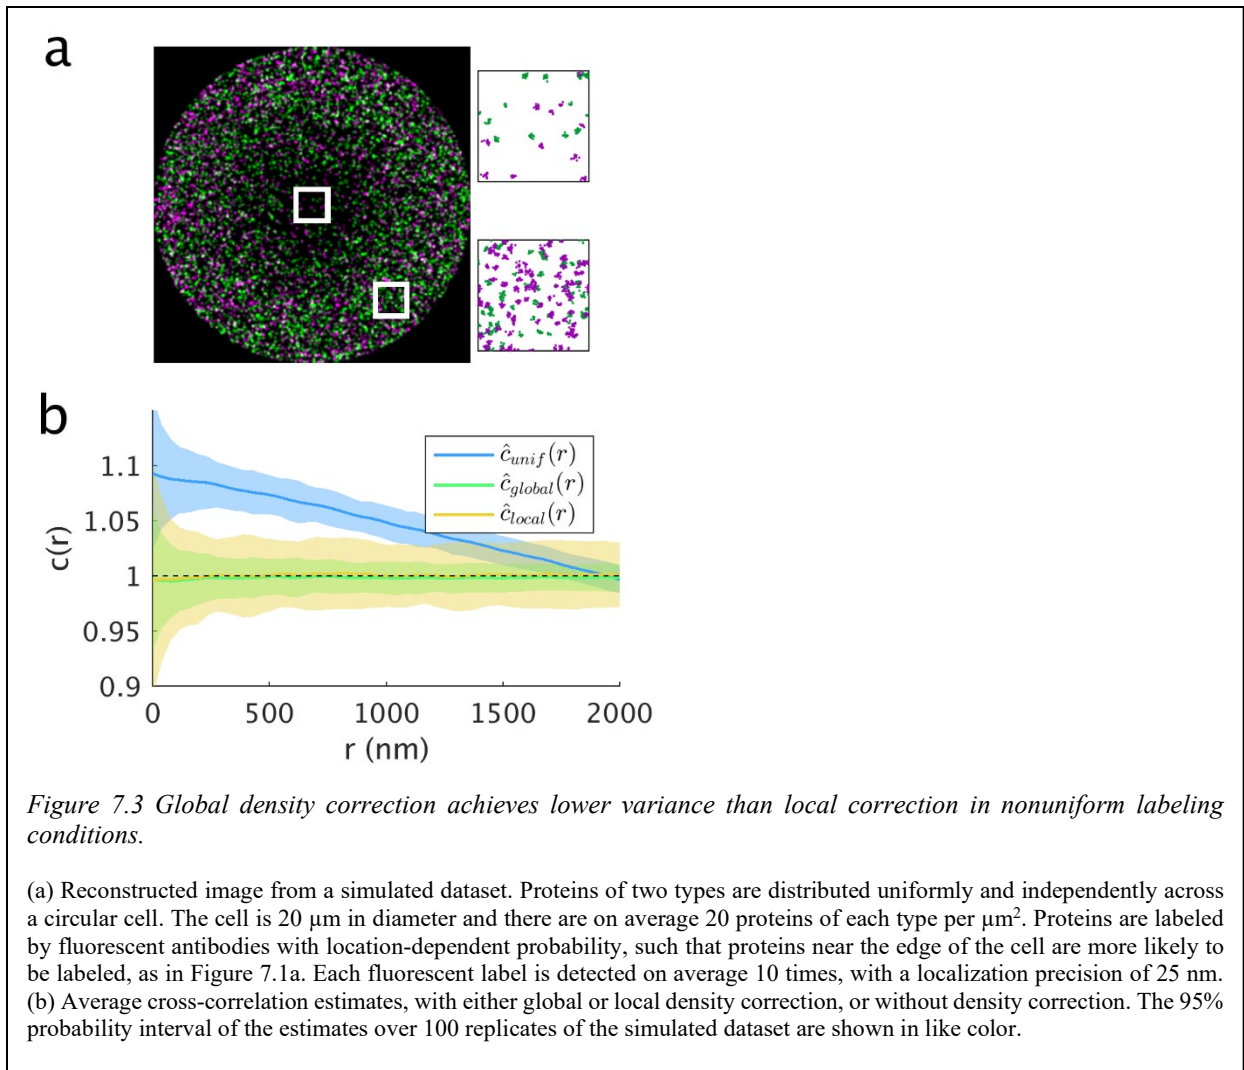 a
b
ĉunif(r)
ĉglobal(r)
ĉlocal(r)
1.1
1.05
1
0.95
0.9
c(r)
0 500 1000 1500 2000
r (nm)
Figure 7.3 Global density correction achieves lower variance than local correction in nonuniform labeling
conditions.
(a) Reconstructed image from a simulated dataset. Proteins of two types are distributed uniformly and independently across
a circular cell. The cell is 20 µm in diameter and there are on average 20 proteins of each type per µm². Proteins are labeled
by fluorescent antibodies with location-dependent probability, such that proteins near the edge of the cell are more likely to
be labeled, as in Figure 7.1a. Each fluorescent label is detected on average 10 times, with a localization precision of 25 nm.
(b) Average cross-correlation estimates, with either global or local density correction, or without density correction. The 95%
probability interval of the estimates over 100 replicates of the simulated dataset are shown in like color.